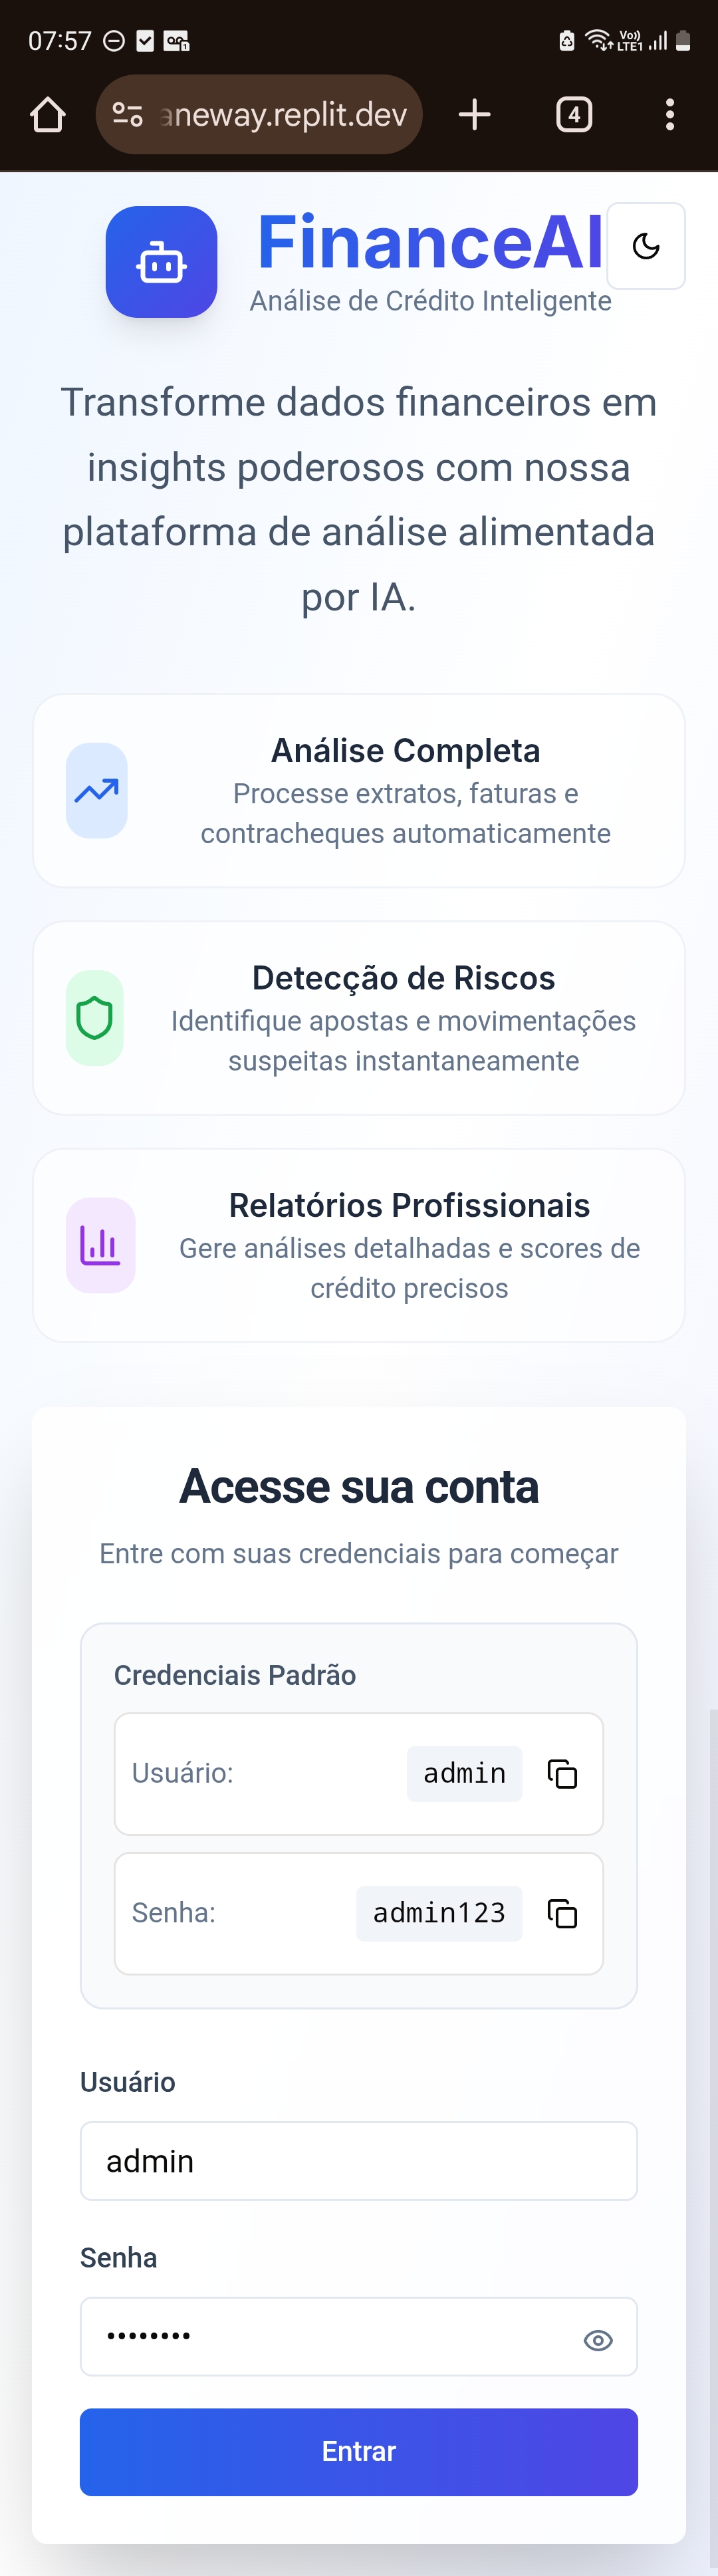 07:57
Vo))
LTE1
aneway.replit.dev
4
FinanceAI
Análise de Crédito Inteligente
Transforme dados financeiros em
insights poderosos com nossa
plataforma de análise alimentada
por IA.
Análise Completa
Processe extratos, faturas e
contracheques automaticamente
Detecção de Riscos
Identifique apostas e movimentações
suspeitas instantaneamente
Relatórios Profissionais
Gere análises detalhadas e scores de
crédito precisos
Acesse sua conta
Entre com suas credenciais para começar
Credenciais Padrão
Usuário: admin
Senha: admin123
Usuário
admin
Senha
••••••••
Entrar